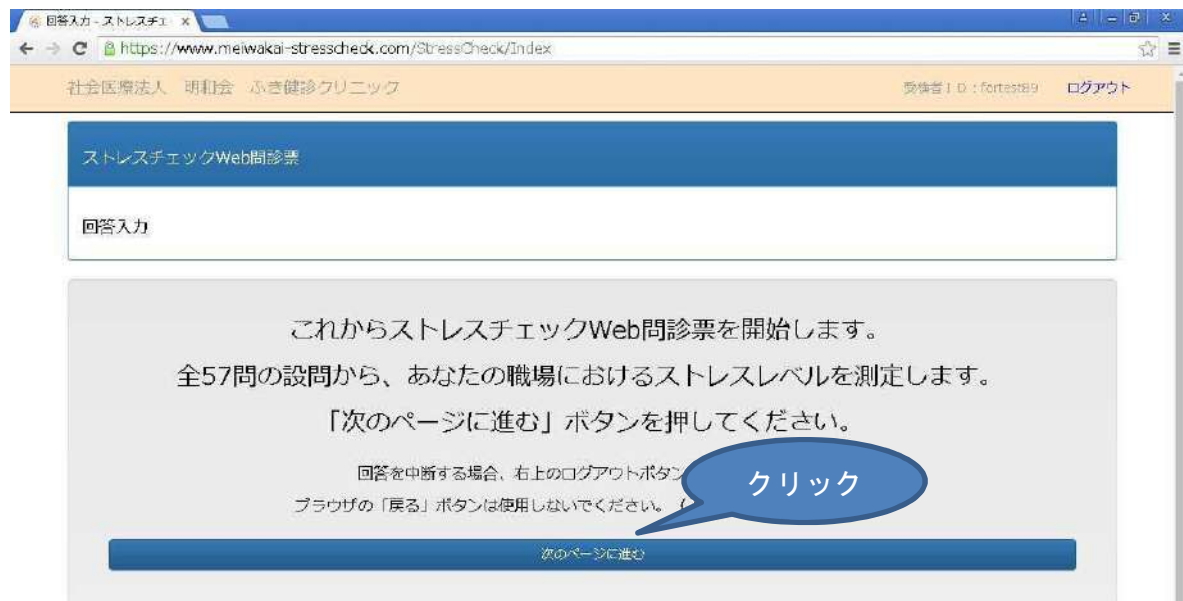 回答入力 - ストレスチェ
https://www.meiwakai-stresscheck.com/StressCheck/Index
社会医療法人 明和会 ふき健診クリニック
受検者ID:fortest89 ログアウト
ストレスチェックWeb問診票
回答入力
これからストレスチェックWeb問診票を開始します。
全57問の設問から、あなたの職場におけるストレスレベルを測定します。
「次のページに進む」ボタンを押してください。
回答を中断する場合、右上のログアウトボタン
クリック
ブラウザの「戻る」ボタンは使用しないでください。
次のページに進む